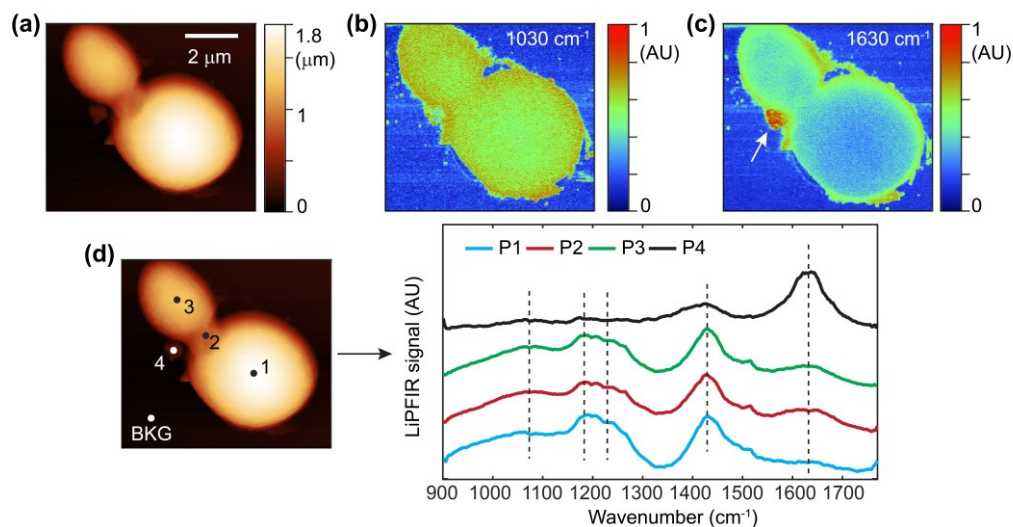 (a)
2 μm
1.8
(μm)
1
0
(b)
1030 cm⁻¹
1
(AU)
0
(c)
1630 cm⁻¹
1
(AU)
0
(d)
3
2
4
1
BKG
P1 P2 P3 P4
LiPFIR signal (AU)
900 1000 1100 1200 1300 1400 1500 1600 1700
Wavenumber (cm⁻¹)